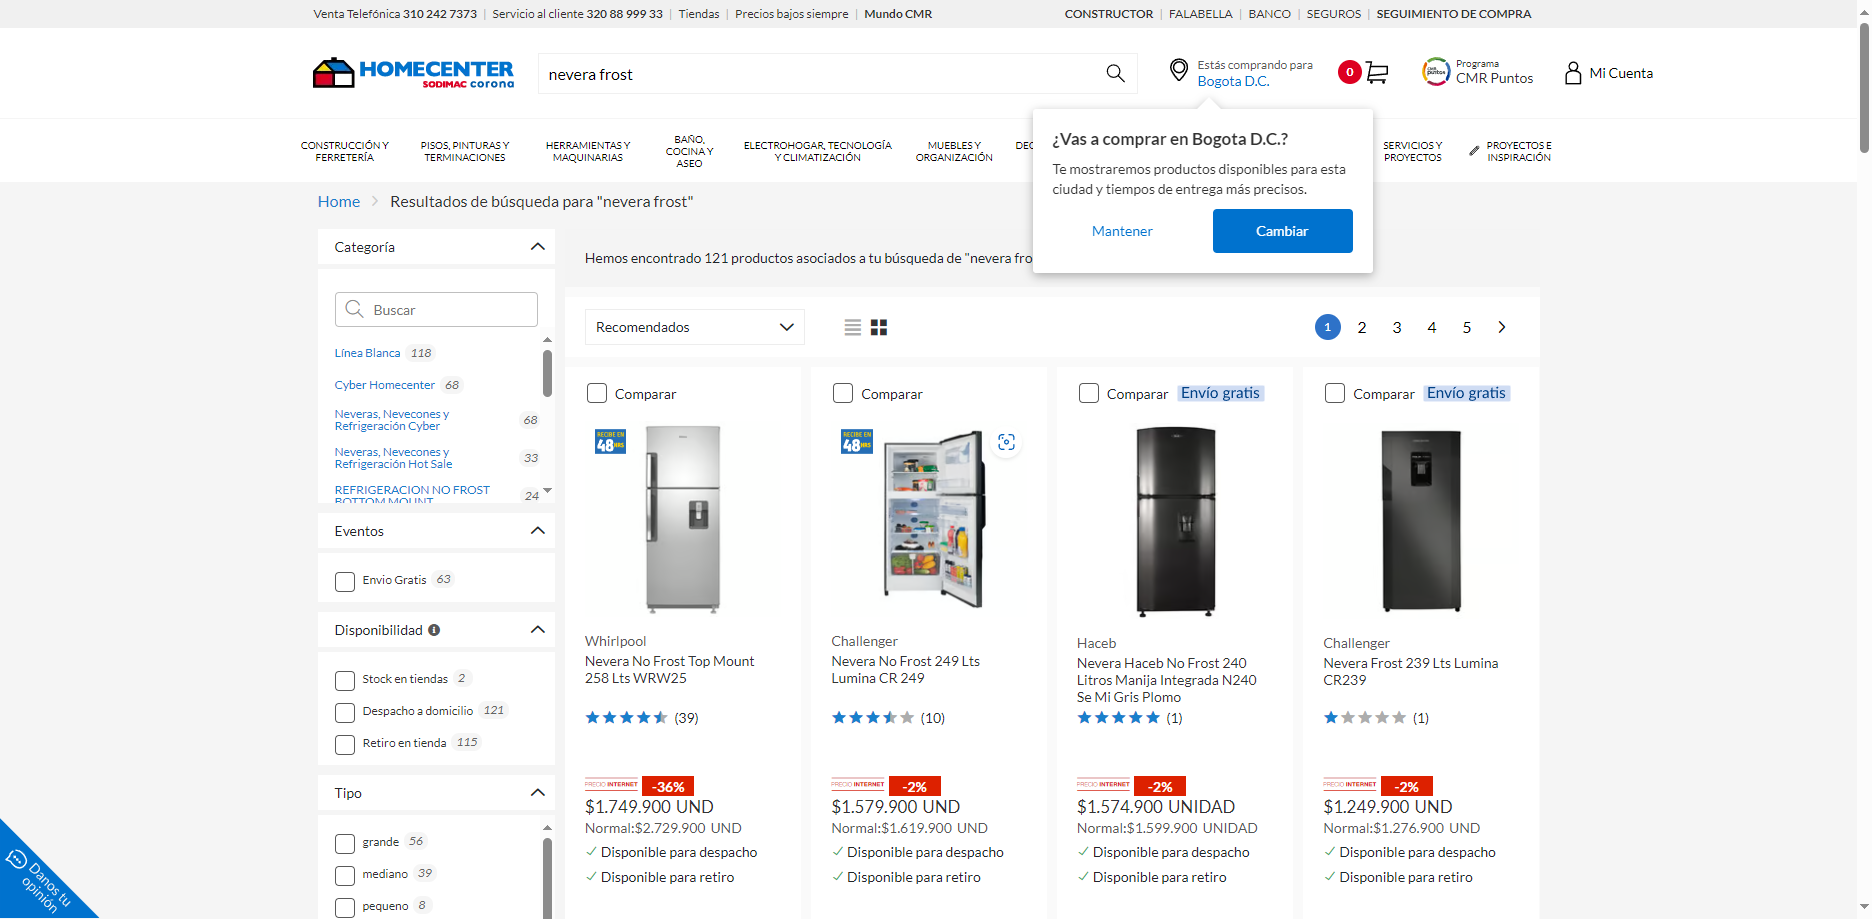 Venta Telefónica 310 242 7373 | Servicio al cliente 320 88 999 33 | Tiendas | Precios bajos siempre | Mundo CMR
CONSTRUCTOR | FALABELLA | BANCO | SEGUROS | SEGUIMIENTO DE COMPRA
HOMECENTER
SODIMAC corona
nevera frost
Estás comprando para
Bogota D.C.
0
CMR puntos
Programa
CMR Puntos
Mi Cuenta
CONSTRUCCIÓN Y
FERRETERÍA
PISOS, PINTURAS Y
TERMINACIONES
HERRAMIENTAS Y
MAQUINARIAS
BAÑO,
COCINA Y
ASEO
ELECTROHOGAR, TECNOLOGÍA
Y CLIMATIZACIÓN
MUEBLES Y
ORGANIZACIÓN
DEC
SERVICIOS Y
PROYECTOS
PROYECTOS E
INSPIRACIÓN
¿Vas a comprar en Bogota D.C.?
Te mostraremos productos disponibles para esta
ciudad y tiempos de entrega más precisos.
Mantener
Cambiar
Home > Resultados de búsqueda para "nevera frost"
Categoría
Buscar
Línea Blanca 118
Cyber Homecenter 68
Neveras, Nevecones y
Refrigeración Cyber 68
Neveras, Nevecones y
Refrigeración Hot Sale 33
REFRIGERACION NO FROST
BOTTOM MOUNT 24
Eventos
Envio Gratis 63
Disponibilidad
Stock en tiendas 2
Despacho a domicilio 121
Retiro en tienda 115
Tipo
grande 56
mediano 39
pequeno 8
Danos tu
opinión
Hemos encontrado 121 productos asociados a tu búsqueda de "nevera fro
Recomendados
1 2 3 4 5
Comparar
RECIBE EN
48HRS
Whirlpool
Nevera No Frost Top Mount
258 Lts WRW25
(39)
PRECIO INTERNET -36%
$1.749.900 UND
Normal:$2.729.900 UND
Disponible para despacho
Disponible para retiro
Comparar
RECIBE EN
48HRS
Challenger
Nevera No Frost 249 Lts
Lumina CR 249
(10)
PRECIO INTERNET -2%
$1.579.900 UND
Normal:$1.619.900 UND
Disponible para despacho
Disponible para retiro
Comparar Envío gratis
Haceb
Nevera Haceb No Frost 240
Litros Manija Integrada N240
Se Mi Gris Plomo
(1)
PRECIO INTERNET -2%
$1.574.900 UNIDAD
Normal:$1.599.900 UNIDAD
Disponible para despacho
Disponible para retiro
Comparar Envío gratis
Challenger
Nevera Frost 239 Lts Lumina
CR239
(1)
PRECIO INTERNET -2%
$1.249.900 UND
Normal:$1.276.900 UND
Disponible para despacho
Disponible para retiro